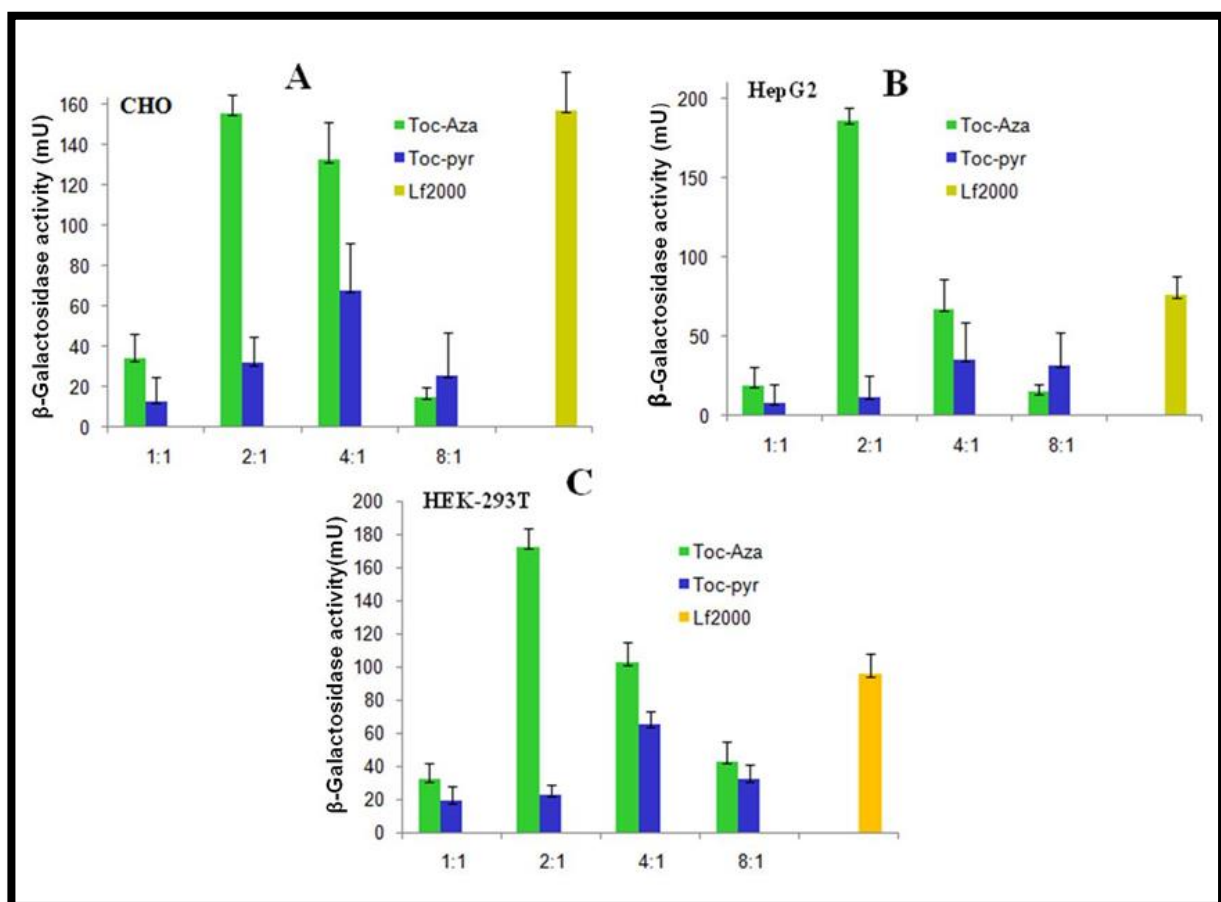 A
CHO
β-Galactosidase activity (mU)
160
140
120
100
80
60
40
20
0
Toc-Aza
Toc-pyr
Lf2000
1:1 2:1 4:1 8:1
B
HepG2
β-Galactosidase activity (mU)
200
150
100
50
0
Toc-Aza
Toc-pyr
Lf2000
1:1 2:1 4:1 8:1
C
HEK-293T
β-Galactosidase activity(mU)
200
180
160
140
120
100
80
60
40
20
0
Toc-Aza
Toc-pyr
Lf2000
1:1 2:1 4:1 8:1